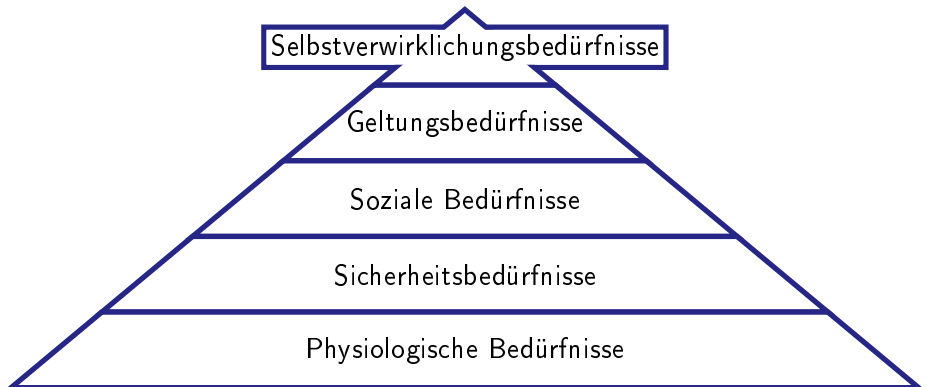 Selbstverwirklichungsbedürfnisse
Geltungsbedürfnisse
Soziale Bedürfnisse
Sicherheitsbedürfnisse
Physiologische Bedürfnisse